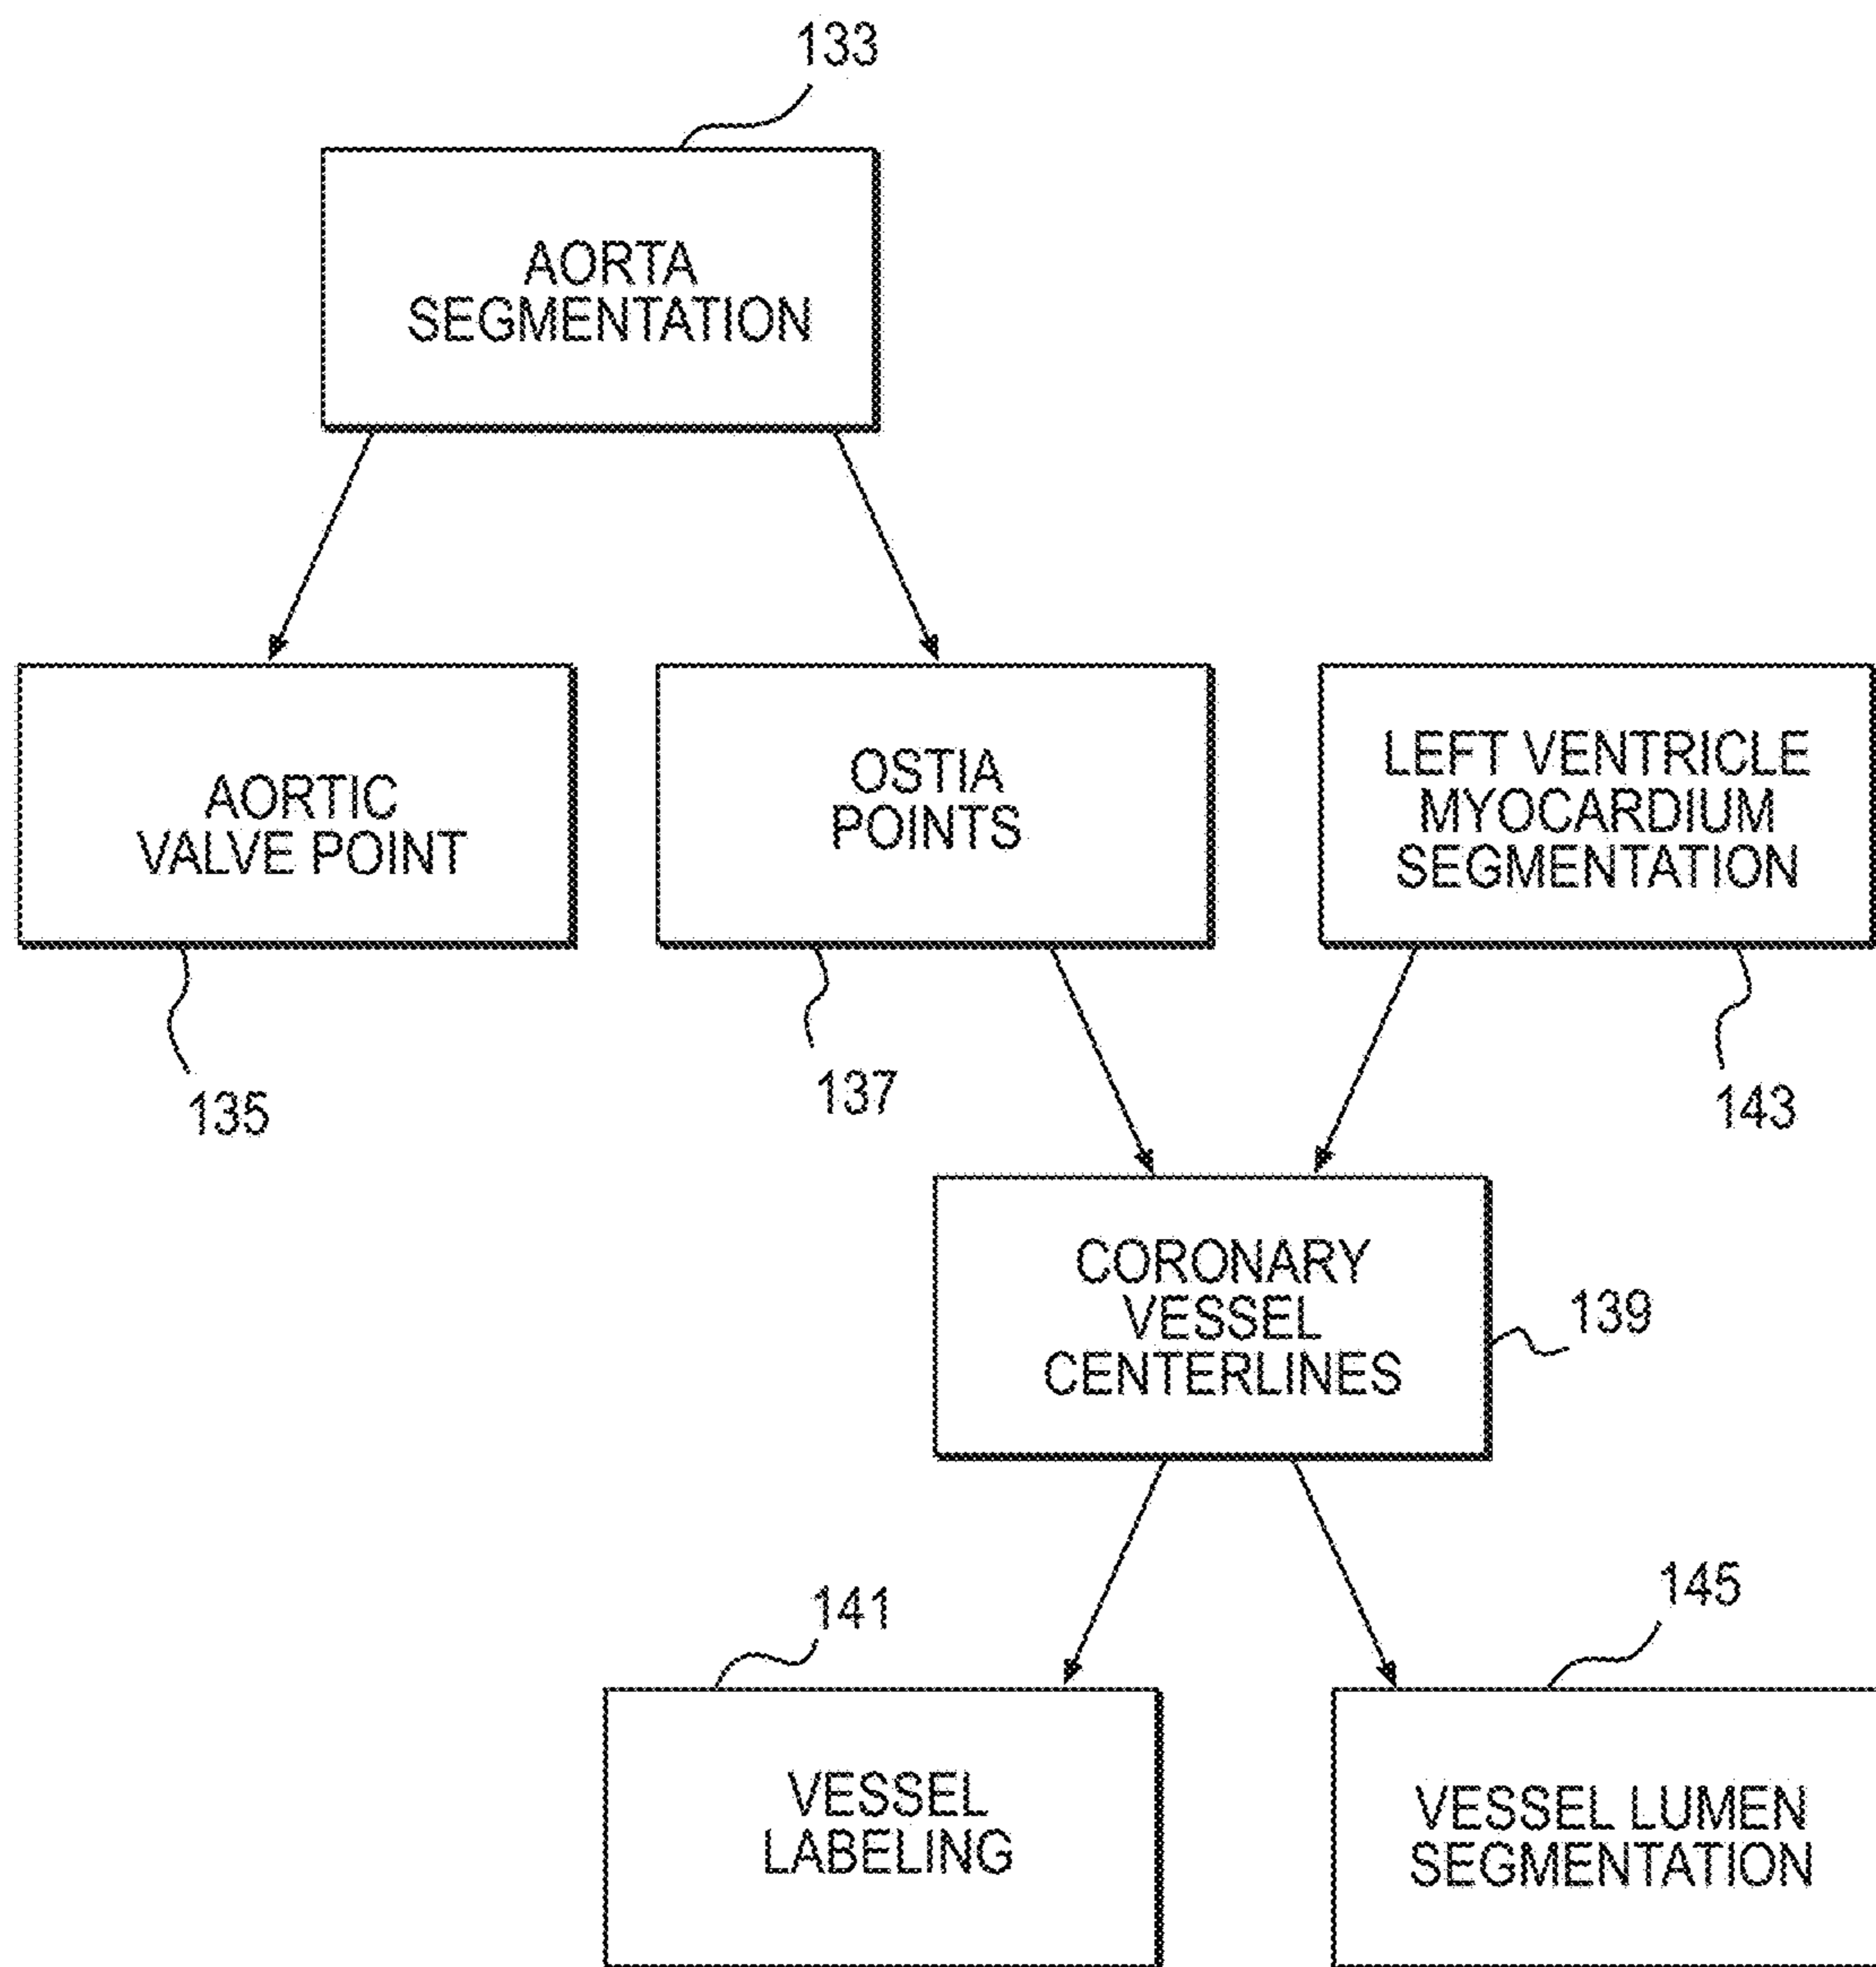 133
AORTA
SEGMENTATION
AORTIC
VALVE POINT
OSTIA
POINTS
LEFT VENTRICLE
MYOCARDIUM
SEGMENTATION
135
137
143
CORONARY
VESSEL
CENTERLINES
139
141
145
VESSEL
LABELING
VESSEL LUMEN
SEGMENTATION